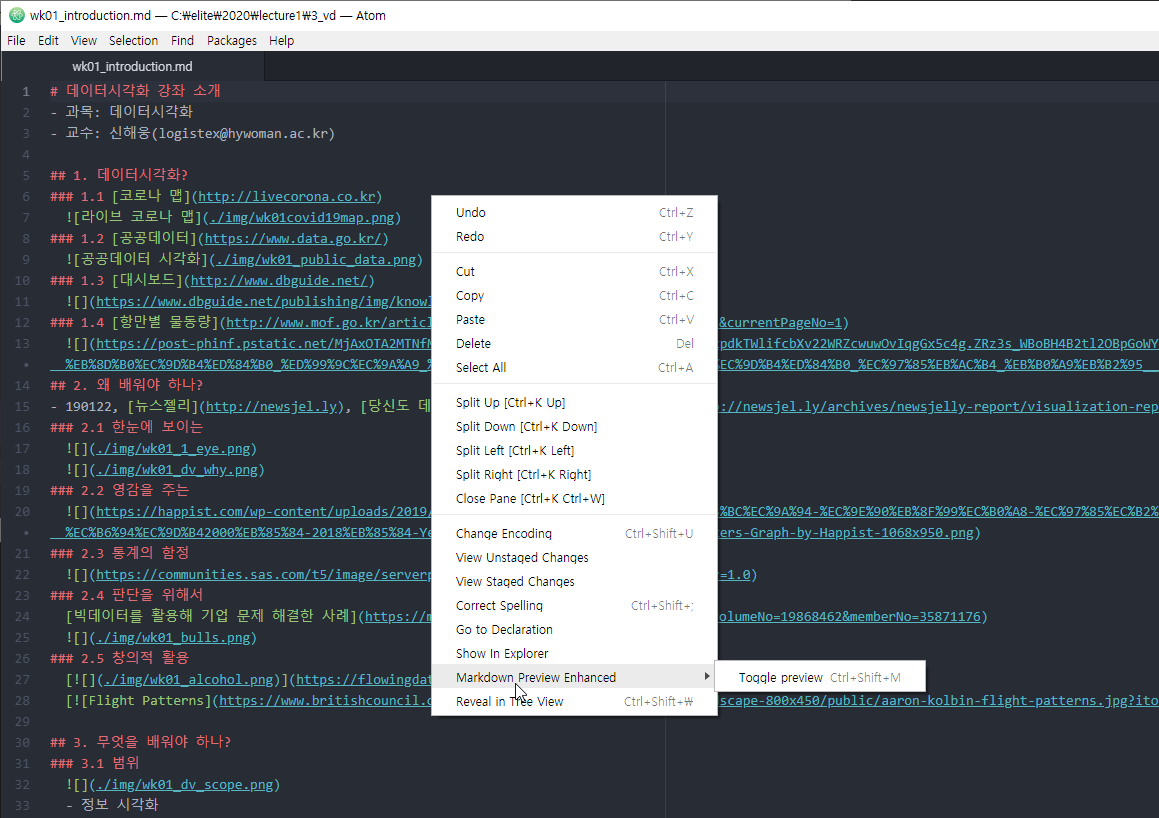 wk01_introduction.md — C:₩elite₩2020₩lecture1₩3_vd — Atom
File Edit View Selection Find Packages Help
wk01_introduction.md
1 # 데이터시각화 강좌 소개
2 - 과목: 데이터시각화
3 - 교수: 신해웅(logistex@hywoman.ac.kr)
4
5 ## 1. 데이터시각화?
6 ### 1.1 [코로나 맵](http://livecorona.co.kr)
7 ![라이브 코로나 맵](./img/wk01covid19map.png)
8 ### 1.2 [공공데이터](https://www.data.go.kr/)
9 ![공공데이터 시각화](./img/wk01_public_data.png)
10 ### 1.3 [대시보드](http://www.dbguide.net/)
11 ![](https://www.dbguide.net/publishing/img/knowl
12 ### 1.4 [항만별 물동량](http://www.mof.go.kr/articl &currentPageNo=1)
13 ![](https://post-phinf.pstatic.net/MjAxOTA2MTNfM pdkTWlifcbXv22WRZcwuwOvIqgGx5c4g.ZRz3s_WBoBH4B2tl2OBpGoWY
• _%EB%8D%B0%EC%9D%B4%ED%84%B0_%ED%99%9C%EC%9A%A9_% EC%9D%B4%ED%84%B0_%EC%97%85%EB%AC%B4_%EB%B0%A9%EB%B2%95__
14 ## 2. 왜 배워야 하나?
15 - 190122, [뉴스젤리](http://newsjel.ly), [당신도 데 ://newsjel.ly/archives/newsjelly-report/visualization-rep
16 ### 2.1 한눈에 보이는
17 ![](./img/wk01_1_eye.png)
18 ![](./img/wk01_dv_why.png)
19 ### 2.2 영감을 주는
20 ![](https://happist.com/wp-content/uploads/2019/ %BC%EC%9A%94-%EC%9E%90%EB%8F%99%EC%B0%A8-%EC%97%85%EC%B2%
• _%EC%B6%94%EC%9D%B42000%EB%85%84-2018%EB%85%84-Ye ers-Graph-by-Happist-1068x950.png)
21 ### 2.3 통계의 함정
22 ![](https://communities.sas.com/t5/image/serverp =1.0)
23 ### 2.4 판단을 위해서
24 [빅데이터를 활용해 기업 문제 해결한 사례](https://m olumeNo=19868462&memberNo=35871176)
25 ![](./img/wk01_bulls.png)
26 ### 2.5 창의적 활용
27 [![](./img/wk01_alcohol.png)](https://flowingdat
28 [![Flight Patterns](https://www.britishcouncil.o scape-800x450/public/aaron-kolbin-flight-patterns.jpg?ito
29
30 ## 3. 무엇을 배워야 하나?
31 ### 3.1 범위
32 ![](./img/wk01_dv_scope.png)
33 - 정보 시각화
Undo Ctrl+Z
Redo Ctrl+Y
Cut Ctrl+X
Copy Ctrl+C
Paste Ctrl+V
Delete Del
Select All Ctrl+A
Split Up [Ctrl+K Up]
Split Down [Ctrl+K Down]
Split Left [Ctrl+K Left]
Split Right [Ctrl+K Right]
Close Pane [Ctrl+K Ctrl+W]
Change Encoding Ctrl+Shift+U
View Unstaged Changes
View Staged Changes
Correct Spelling Ctrl+Shift+;
Go to Declaration
Show In Explorer
Markdown Preview Enhanced
Reveal in Tree View Ctrl+Shift+₩
Toggle preview Ctrl+Shift+M